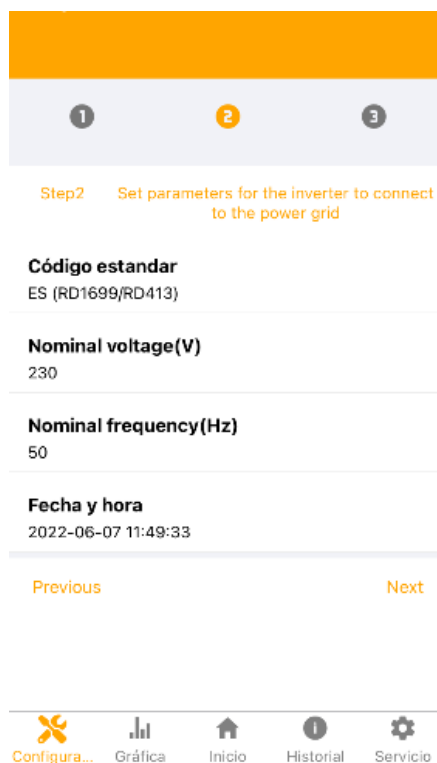 1 2 3
Step2 Set parameters for the inverter to connect
to the power grid
Código estandar
ES (RD1699/RD413)
Nominal voltage(V)
230
Nominal frequency(Hz)
50
Fecha y hora
2022-06-07 11:49:33
Previous Next
Configura... Gráfica Inicio Historial Servicio